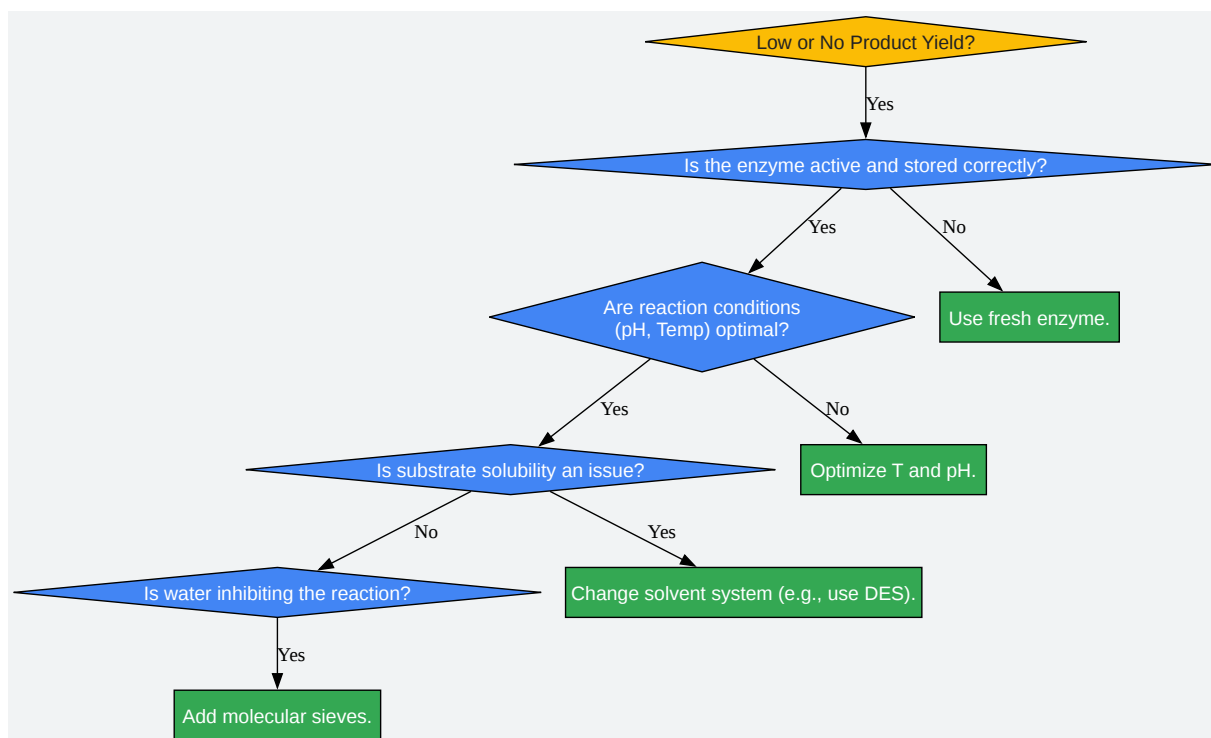 Low or No Product Yield?
Yes
Is the enzyme active and stored correctly?
Yes
No
Are reaction conditions
(pH, Temp) optimal?
Use fresh enzyme.
Yes
No
Is substrate solubility an issue?
Optimize T and pH.
No
Yes
Is water inhibiting the reaction?
Change solvent system (e.g., use DES).
Yes
Add molecular sieves.